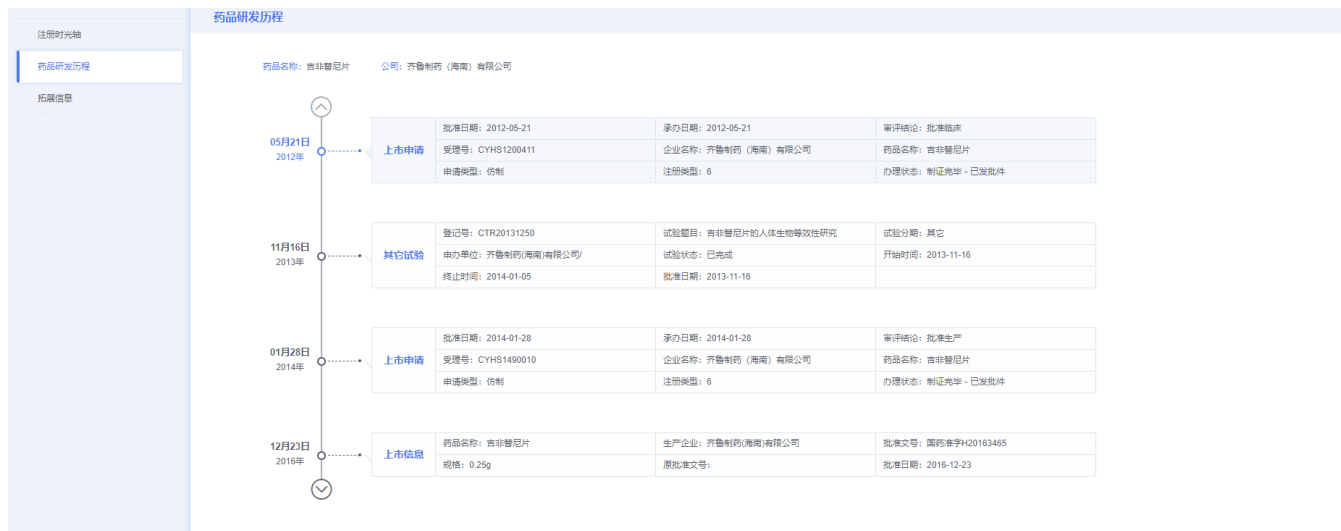 药品研发历程
注册时光轴
药品研发历程
拓展信息
药品名称：吉非替尼片 公司：齐鲁制药（海南）有限公司
05月21日
2012年
上市申请
批准日期：2012-05-21 承办日期：2012-05-21 审评结论：批准临床
受理号：CYHS1200411 企业名称：齐鲁制药（海南）有限公司 药品名称：吉非替尼片
申请类型：仿制 注册类型：6 办理状态：制证完毕－已发批件
11月16日
2013年
其它试验
登记号：CTR20131250 试验题目：吉非替尼片的人体生物等效性研究 试验分期：其它
申办单位：齐鲁制药(海南)有限公司/ 试验状态：已完成 开始时间：2013-11-16
终止时间：2014-01-05 批准日期：2013-11-16
01月28日
2014年
上市申请
批准日期：2014-01-28 承办日期：2014-01-28 审评结论：批准生产
受理号：CYHS1490010 企业名称：齐鲁制药（海南）有限公司 药品名称：吉非替尼片
申请类型：仿制 注册类型：6 办理状态：制证完毕－已发批件
12月23日
2016年
上市信息
药品名称：吉非替尼片 生产企业：齐鲁制药(海南)有限公司 批准文号：国药准字H20163465
规格：0.25g 原批准文号： 批准日期：2016-12-23